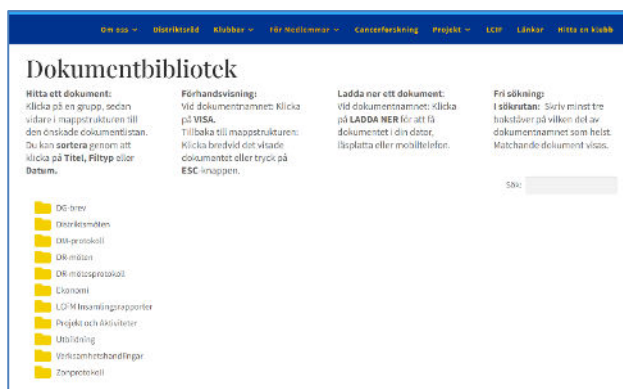 Om oss Distriktsråd Klubbar För Medlemmar Cancerforskning Projekt LCIF Länkar Hitta en klubb
Dokumentbibliotek
Hitta ett dokument:
Klicka på en grupp, sedan
vidare i mappstrukturen till
den önskade dokumentlistan.
Du kan sortera genom att
klicka på Titel, Filtyp eller
Datum.
Förhandsvisning:
Vid dokumentnamnet: Klicka
på VISA.
Tillbaka till mappstrukturen:
Klicka bredvid det visade
dokumentet eller tryck på
ESC-knappen.
Ladda ner ett dokument:
Vid dokumentnamnet: Klicka
på LADDA NER för att få
dokumentet i din dator,
läsplatta eller mobiltelefon.
Fri sökning:
I sökrutan: Skriv minst tre
bokstäver på vilken del av
dokumentnamnet som helst.
Matchande dokument visas.
Sök:
DG-brev
Distriktsmöten
DM-protokoll
DR-möten
DR-mötesprotokoll
Ekonomi
LCFM Insamlingsrapporter
Projekt och Aktiviteter
Utbildning
Verksamhetshandlingar
Zonprotokoll